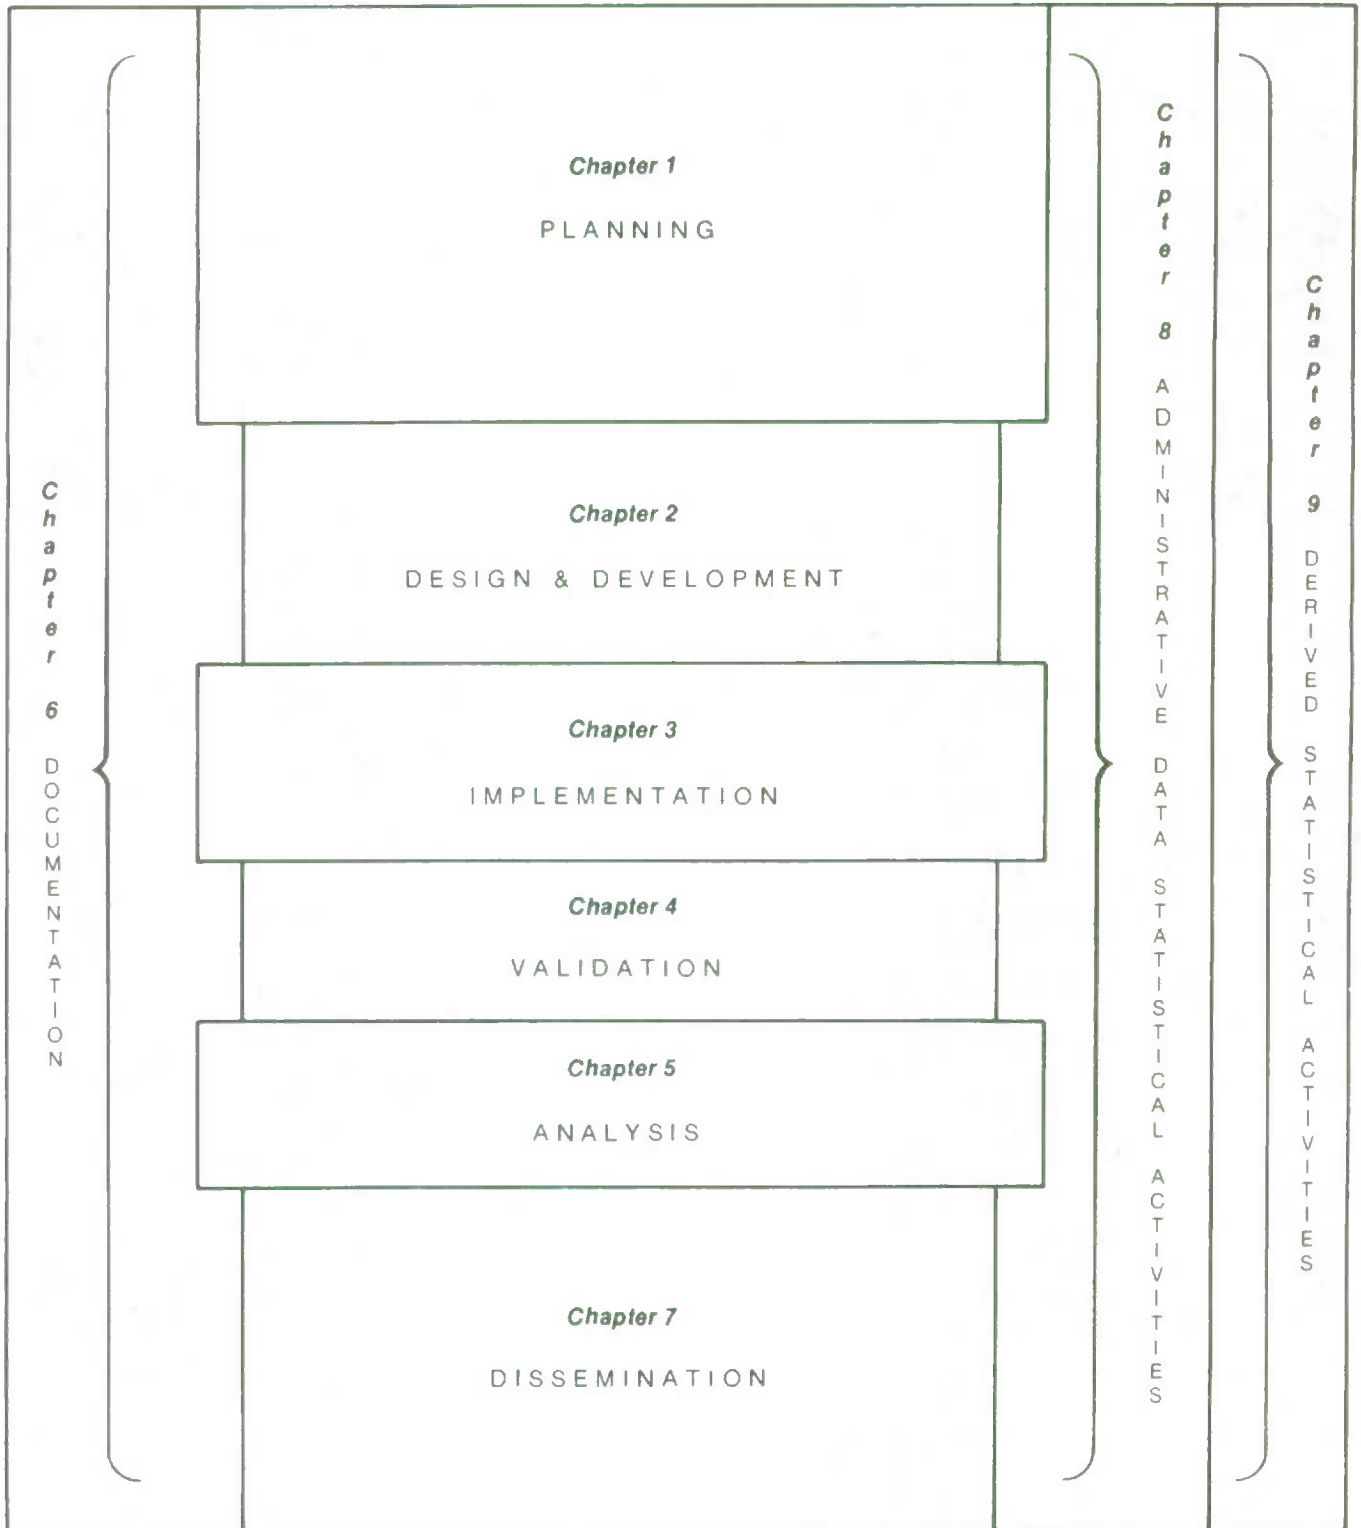 Chapter 6 DOCUMENTATION
Chapter 1
PLANNING
Chapter 2
DESIGN & DEVELOPMENT
Chapter 3
IMPLEMENTATION
Chapter 4
VALIDATION
Chapter 5
ANALYSIS
Chapter 7
DISSEMINATION
Chapter 8 ADMINISTRATIVE DATA STATISTICAL ACTIVITIES
Chapter 9 DERIVED STATISTICAL ACTIVITIES